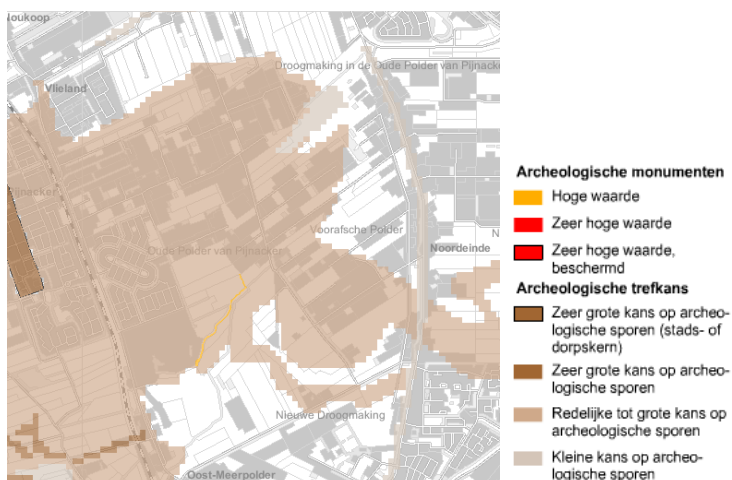 Noukoop
Droogmaking in de Oude Polder van Pijnacke
Vlieland
Pijnacker
Voorafsche Polder
Oude Polder van Pijnacker
Noordeinde
N
Nieuwe Droogmaking
Oost-Meerpolder
Archeologische monumenten
Hoge waarde
Zeer hoge waarde
Zeer hoge waarde,
beschermd
Archeologische trefkans
Zeer grote kans op archeo-
logische sporen (stads- of
dorpskern)
Zeer grote kans op archeo-
logische sporen
Redelijke tot grote kans op
archeologische sporen
Kleine kans op archeo-
logische sporen